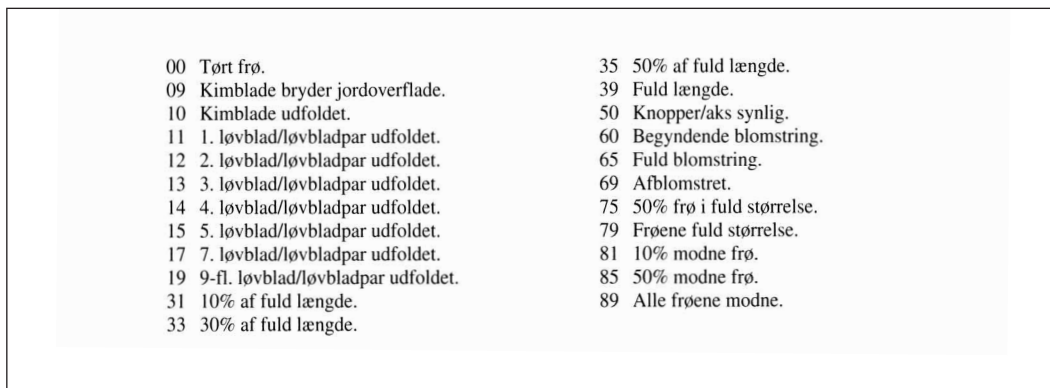 00 Tørt frø.
09 Kimblade bryder jordoverflade.
10 Kimblade udfoldet.
11 1. løvblad/løvbladpar udfoldet.
12 2. løvblad/løvbladpar udfoldet.
13 3. løvblad/løvbladpar udfoldet.
14 4. løvblad/løvbladpar udfoldet.
15 5. løvblad/løvbladpar udfoldet.
17 7. løvblad/løvbladpar udfoldet.
19 9-fl. løvblad/løvbladpar udfoldet.
31 10% af fuld længde.
33 30% af fuld længde.
35 50% af fuld længde.
39 Fuld længde.
50 Knopper/aks synlig.
60 Begyndende blomstring.
65 Fuld blomstring.
69 Afblomstret.
75 50% frø i fuld størrelse.
79 Frøene fuld størrelse.
81 10% modne frø.
85 50% modne frø.
89 Alle frøene modne.